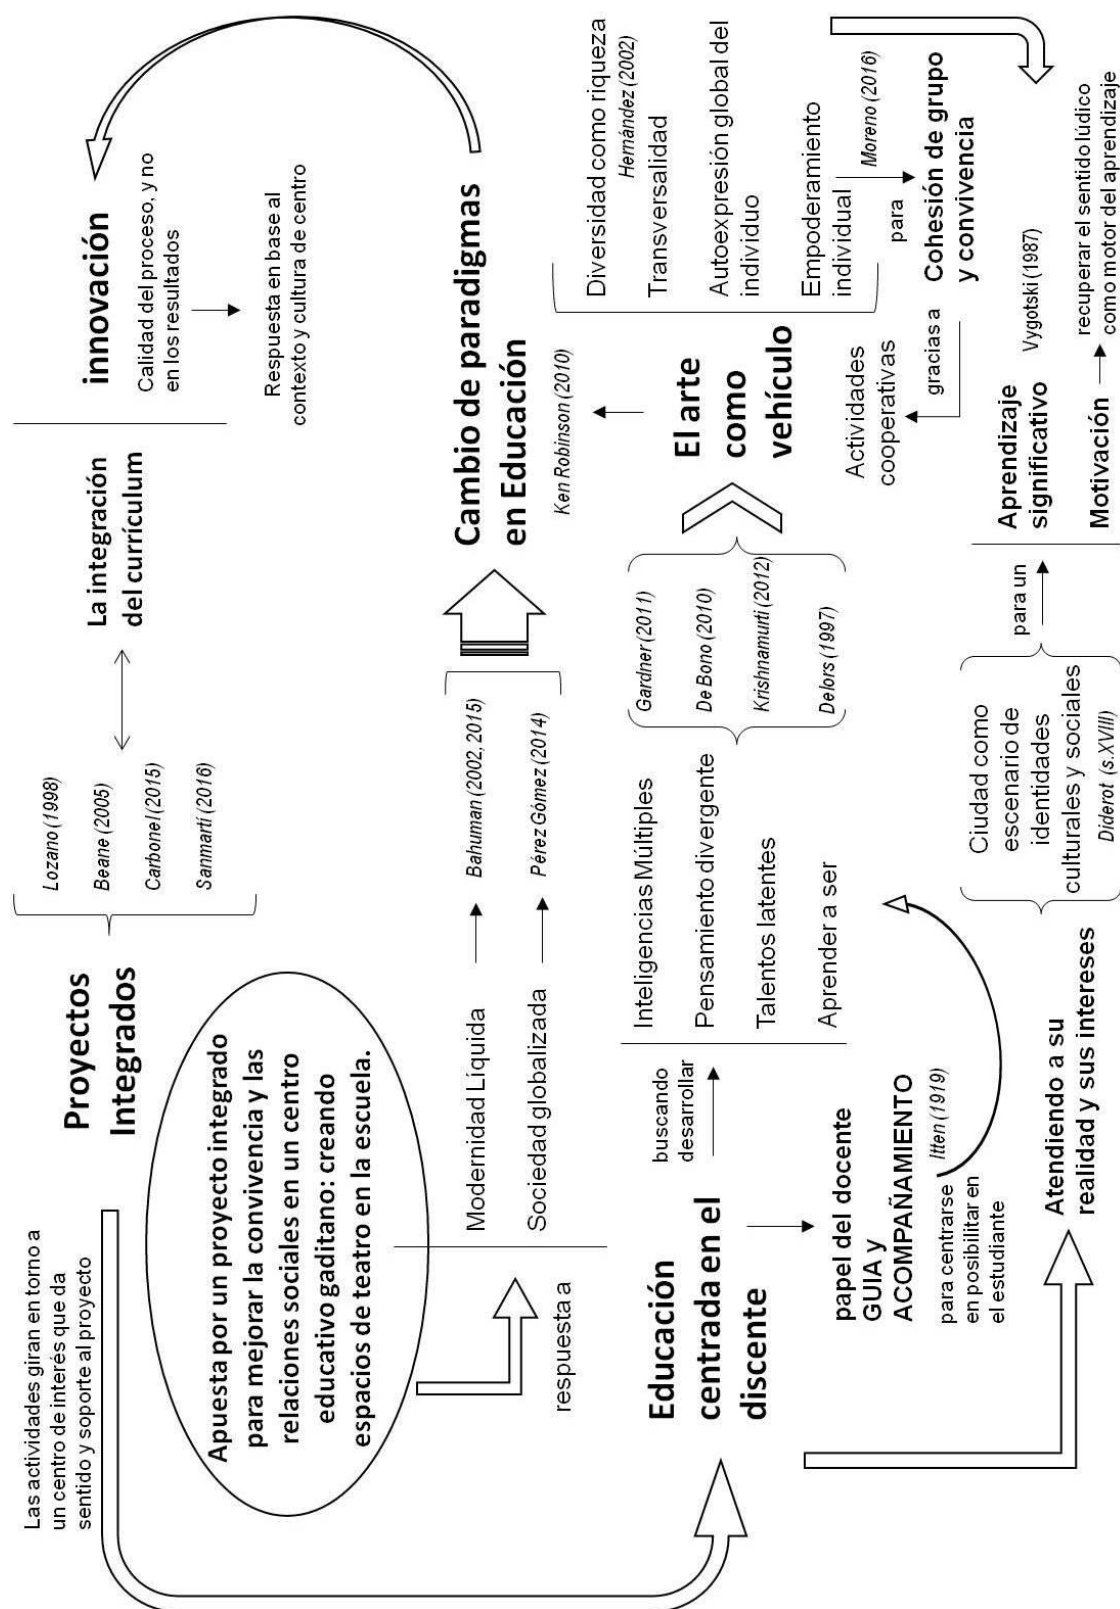 Las actividades giran en torno a
un centro de interés que da
sentido y soporte al proyecto
Proyectos
Integrados
Lozano (1998)
Beane (2005)
Carbonel (2015)
Sanmartí (2016)
La integración
del currículum
innovación
Calidad del proceso, y no
en los resultados
Respuesta en base al
contexto y cultura de centro
Apuesta por un proyecto integrado
para mejorar la convivencia y las
relaciones sociales en un centro
educativo gaditano: creando
espacios de teatro en la escuela.
respuesta a
Modernidad Líquida
Bahuman (2002, 2015)
Sociedad globalizada
Pérez Gómez (2014)
Cambio de paradigmas
en Educación
Ken Robinson (2010)
Educación
centrada en el
discente
buscando
desarrollar
Inteligencias Múltiples
Pensamiento divergente
Talentos latentes
Aprender a ser
Gardner (2011)
De Bono (2010)
Krishnamurti (2012)
Delors (1997)
El arte
como
vehículo
Diversidad como riqueza
Hernández (2002)
Transversalidad
Autoexpresión global del
individuo
Empoderamiento
individual
Moreno (2016)
para
Cohesión de grupo
y convivencia
gracias a
Actividades
cooperativas
papel del docente
GUIA y
ACOMPAÑAMIENTO
Itten (1919)
para centrarse
en posibilitar en
el estudiante
Atendiendo a su
realidad y sus intereses
Ciudad como
escenario de
identidades
culturales y sociales
Diderot (s.XVIII)
para un
Aprendizaje
significativo
Vygotski (1987)
Motivación
recuperar el sentido lúdico
como motor del aprendizaje